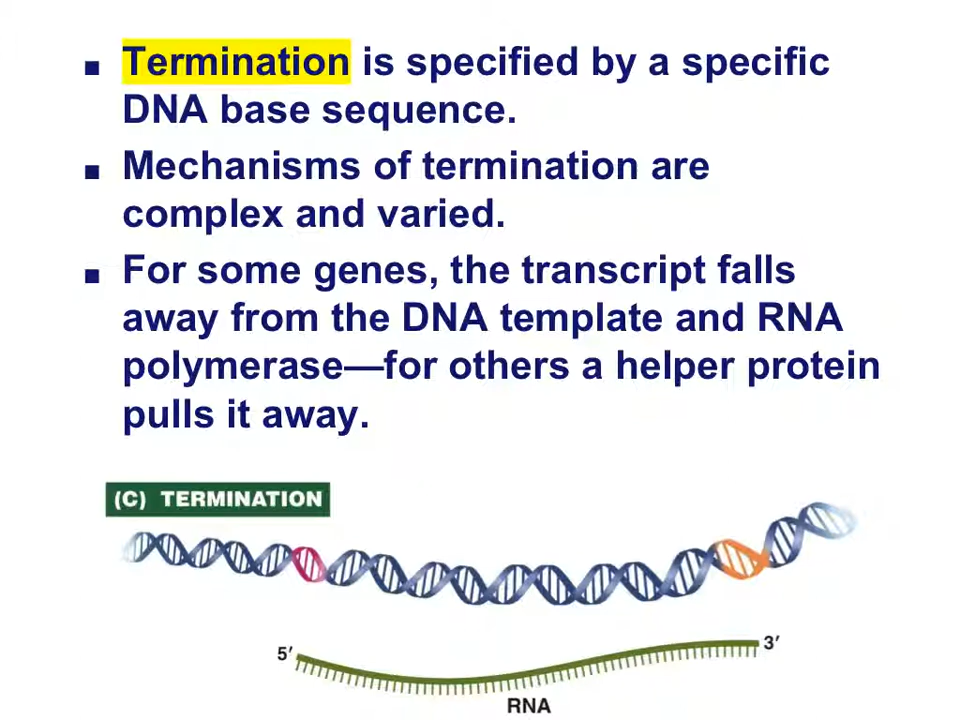 ▪ Termination is specified by a specific
DNA base sequence.
▪ Mechanisms of termination are
complex and varied.
▪ For some genes, the transcript falls
away from the DNA template and RNA
polymerase—for others a helper protein
pulls it away.
(C) TERMINATION
5′ 3′
RNA